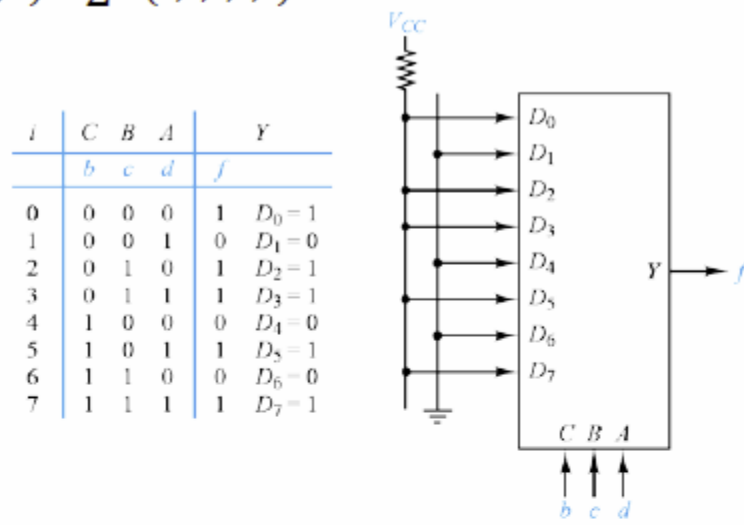 i C B A Y
b c d f
0 0 0 0 1 D0 = 1
1 0 0 1 0 D1 = 0
2 0 1 0 1 D2 = 1
3 0 1 1 1 D3 = 1
4 1 0 0 0 D4 = 0
5 1 0 1 1 D5 = 1
6 1 1 0 0 D6 = 0
7 1 1 1 1 D7 = 1
VCC
D0
D1
D2
D3
D4
D5
D6
D7
Y
f
C B A
b c d